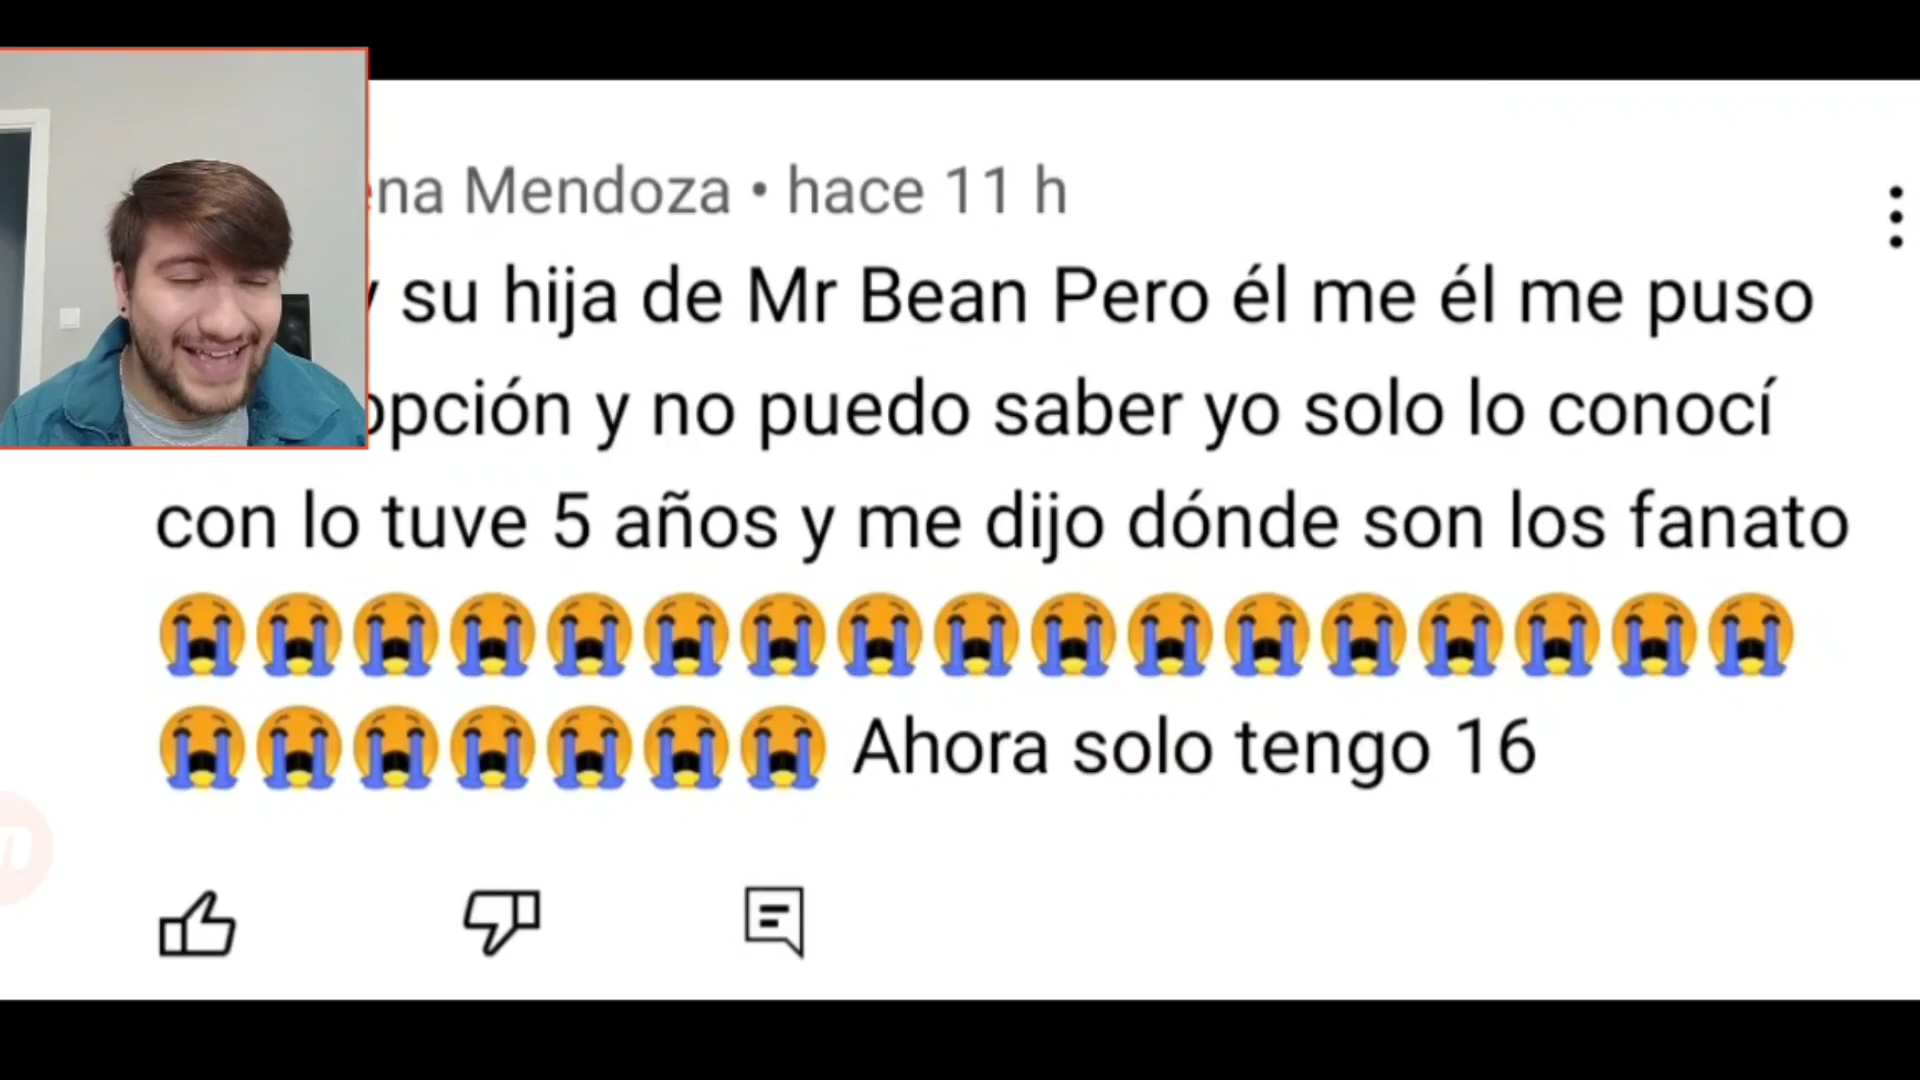 ena Mendoza • hace 11 h
y su hija de Mr Bean Pero él me él me puso
opción y no puedo saber yo solo lo conocí
con lo tuve 5 años y me dijo dónde son los fanato
😭😭😭😭😭😭😭😭😭😭😭😭😭😭😭😭😭
😭😭😭😭😭😭😭 Ahora solo tengo 16